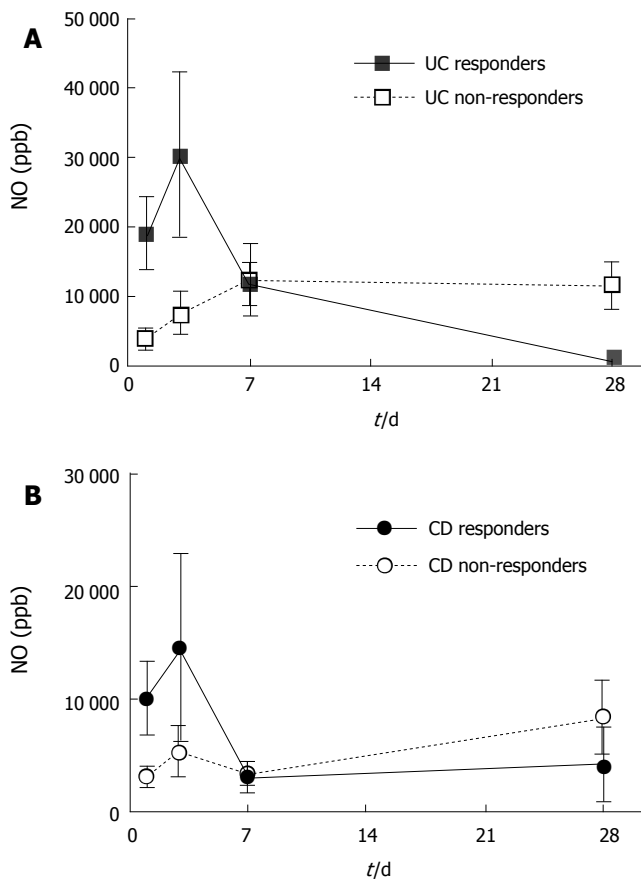 A
50 000
40 000
30 000
20 000
10 000
0
NO (ppb)
UC responders
UC non-responders
0 7 14 21 28
t/d
B
30 000
20 000
10 000
0
NO (ppb)
CD responders
CD non-responders
0 7 14 21 28
t/d